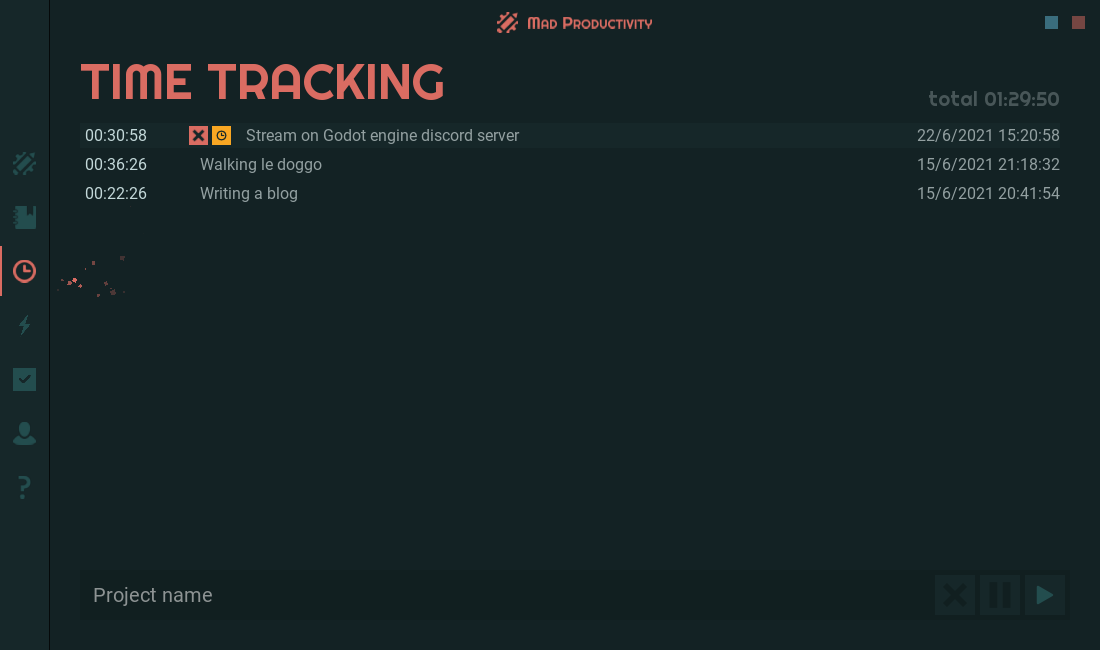 Mad Productivity
TIME TRACKING
total 01:29:50
00:30:58 Stream on Godot engine discord server 22/6/2021 15:20:58
00:36:26 Walking le doggo 15/6/2021 21:18:32
00:22:26 Writing a blog 15/6/2021 20:41:54
?
Project name